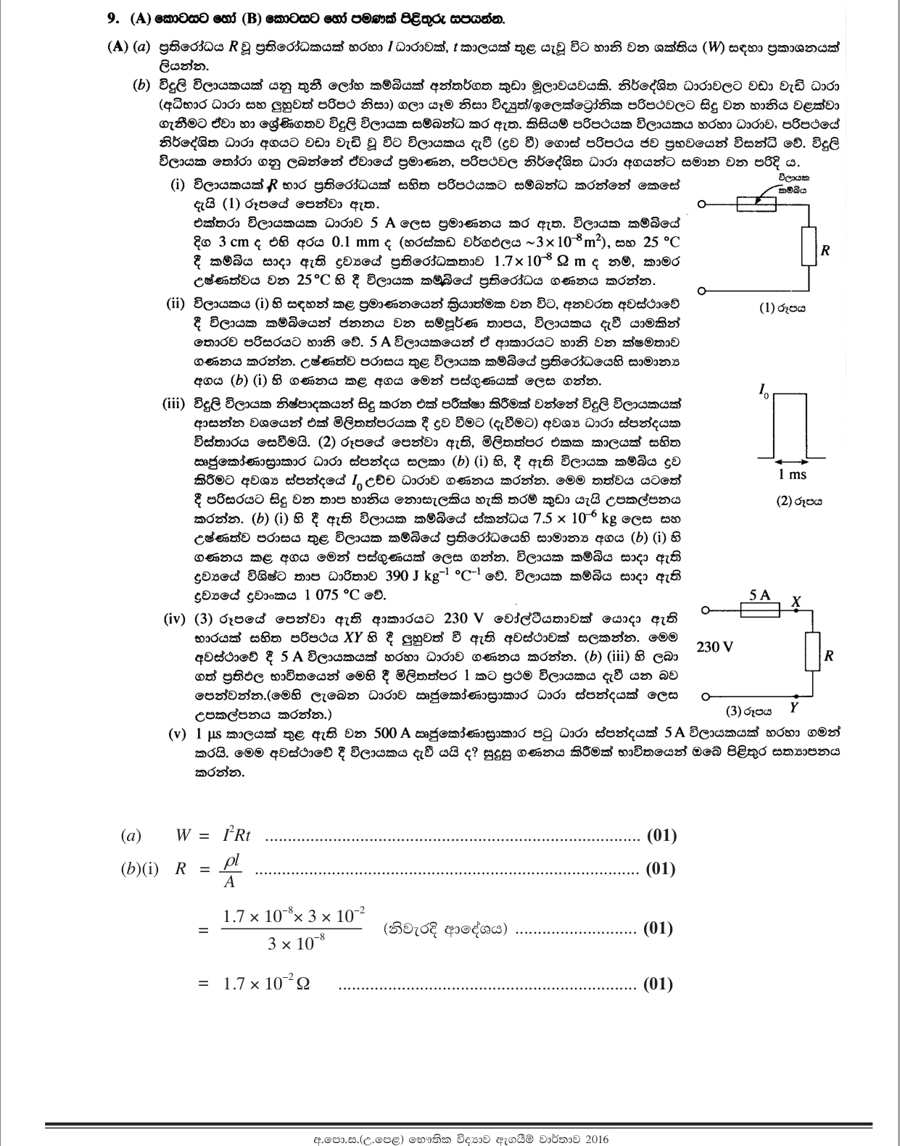 9. (A) කොටසට හෝ (B) කොටසට හෝ පමණක් පිළිතුරු සපයන්න.
(A) (a) ප්‍රතිරෝධය R වූ ප්‍රතිරෝධකයක් හරහා I ධාරාවක්, t කාලයක් තුළ යැවූ විට හානි වන ශක්තිය (W) සඳහා ප්‍රකාශනයක්
ලියන්න.
(b) විදුලි විලායකයක් යනු තුනී ලෝහ කම්බියක් අන්තර්ගත කුඩා මූලාවයවයකි. නිර්දේශිත ධාරාවලට වඩා වැඩි ධාරා
(අධිභාර ධාරා සහ ලුහුවත් පරිපථ නිසා) ගලා යෑම නිසා විද්‍යුත්/ඉලෙක්ට්‍රෝනික පරිපථවලට සිදු වන හානිය වළක්වා
ගැනීමට ඒවා හා ශ්‍රේණිගතව විදුලි විලායක සම්බන්ධ කර ඇත. කිසියම් පරිපථයක විලායකය හරහා ධාරාව, පරිපථයේ
නිර්දේශිත ධාරා අගයට වඩා වැඩි වූ විට විලායකය දැවී (ද්‍රව වී) ගොස් පරිපථය ජව ප්‍රභවයෙන් විසන්ධි වේ. විදුලි
විලායක තෝරා ගනු ලබන්නේ ඒවායේ ප්‍රමාණන, පරිපථවල නිර්දේශිත ධාරා අගයන්ට සමාන වන පරිදි ය.
(i) විලායකයක් R භාර ප්‍රතිරෝධයක් සහිත පරිපථයකට සම්බන්ධ කරන්නේ කෙසේ
දැයි (1) රූපයේ පෙන්වා ඇත.
එක්තරා විලායකයක ධාරාව 5 A ලෙස ප්‍රමාණනය කර ඇත. විලායක කම්බියේ
දිග 3 cm ද එහි අරය 0.1 mm ද (හරස්කඩ වර්ගඵලය ~3 × 10⁻⁸ m²), සහ 25 °C
දී කම්බිය සාදා ඇති ද්‍රව්‍යයේ ප්‍රතිරෝධකතාව 1.7 × 10⁻⁸ Ω m ද නම්, කාමර
උෂ්ණත්වය වන 25 °C හි දී විලායක කම්බියේ ප්‍රතිරෝධය ගණනය කරන්න.
විලායක
කම්බිය
R
(1) රූපය
(ii) විලායකය (i) හි සඳහන් කළ ප්‍රමාණනයෙන් ක්‍රියාත්මක වන විට, අනවරත අවස්ථාවේ
දී විලායක කම්බියෙන් ජනනය වන සම්පූර්ණ තාපය, විලායකය දැවී යාමකින්
තොරව පරිසරයට හානි වේ. 5 A විලායකයෙන් ඒ ආකාරයට හානි වන ක්ෂමතාව
ගණනය කරන්න. උෂ්ණත්ව පරාසය තුළ විලායක කම්බියේ ප්‍රතිරෝධයෙහි සාමාන්‍ය
අගය (b) (i) හි ගණනය කළ අගය මෙන් පස්ගුණයක් ලෙස ගන්න.
(iii) විදුලි විලායක නිෂ්පාදකයන් සිදු කරන එක් පරීක්ෂා කිරීමක් වන්නේ විදුලි විලායකයක්
ආසන්න වශයෙන් එක් මිලිතත්පරයක දී ද්‍රව වීමට (දැවීමට) අවශ්‍ය ධාරා ස්පන්දයක
විස්තාරය සෙවීමයි. (2) රූපයේ පෙන්වා ඇති, මිලිතත්පර එකක කාලයක් සහිත
ඍජුකෝණාස්‍රාකාර ධාරා ස්පන්දය සලකා (b) (i) හි, දී ඇති විලායක කම්බිය ද්‍රව
කිරීමට අවශ්‍ය ස්පන්දයේ I₀ උච්ච ධාරාව ගණනය කරන්න. මෙම තත්වය යටතේ
දී පරිසරයට සිදු වන තාප හානිය නොසැලකිය හැකි තරම් කුඩා යැයි උපකල්පනය
කරන්න. (b) (i) හි දී ඇති විලායක කම්බියේ ස්කන්ධය 7.5 × 10⁻⁶ kg ලෙස සහ
උෂ්ණත්ව පරාසය තුළ විලායක කම්බියේ ප්‍රතිරෝධයෙහි සාමාන්‍ය අගය (b) (i) හි
ගණනය කළ අගය මෙන් පස්ගුණයක් ලෙස ගන්න. විලායක කම්බිය සාදා ඇති
ද්‍රව්‍යයේ විශිෂ්ට තාප ධාරිතාව 390 J kg⁻¹ °C⁻¹ වේ. විලායක කම්බිය සාදා ඇති
ද්‍රව්‍යයේ ද්‍රවාංකය 1 075 °C වේ.
I₀
1 ms
(2) රූපය
(iv) (3) රූපයේ පෙන්වා ඇති ආකාරයට 230 V වෝල්ටීයතාවක් යොදා ඇති
භාරයක් සහිත පරිපථය XY හි දී ලුහුවත් වී ඇති අවස්ථාවක් සලකන්න. මෙම
අවස්ථාවේ දී 5 A විලායකයක් හරහා ධාරාව ගණනය කරන්න. (b) (iii) හි ලබා
ගත් ප්‍රතිඵල භාවිතයෙන් මෙහි දී මිලිතත්පර 1 කට ප්‍රථම විලායකය දැවී යන බව
පෙන්වන්න.(මෙහි ලැබෙන ධාරාව ඍජුකෝණාස්‍රාකාර ධාරා ස්පන්දයක් ලෙස
උපකල්පනය කරන්න.)
5 A
X
230 V
R
(3) රූපය Y
(v) 1 μs කාලයක් තුළ ඇති වන 500 A ඍජුකෝණාස්‍රාකාර පටු ධාරා ස්පන්දයක් 5 A විලායකයක් හරහා ගමන්
කරයි. මෙම අවස්ථාවේ දී විලායකය දැවී යයි ද? සුදුසු ගණනය කිරීමක් භාවිතයෙන් ඔබේ පිළිතුර සත්‍යාපනය
කරන්න.
(a) W = I²Rt ........................ (01)
(b)(i) R = ρl / A ........................ (01)
= 1.7 × 10⁻⁸ × 3 × 10⁻² / 3 × 10⁻⁸ (නිවැරදි ආදේශය) ........................ (01)
= 1.7 × 10⁻² Ω ........................ (01)
අ.පො.ස.(උ.පෙළ) භෞතික විද්‍යාව ඇගයීම් වාර්තාව 2016